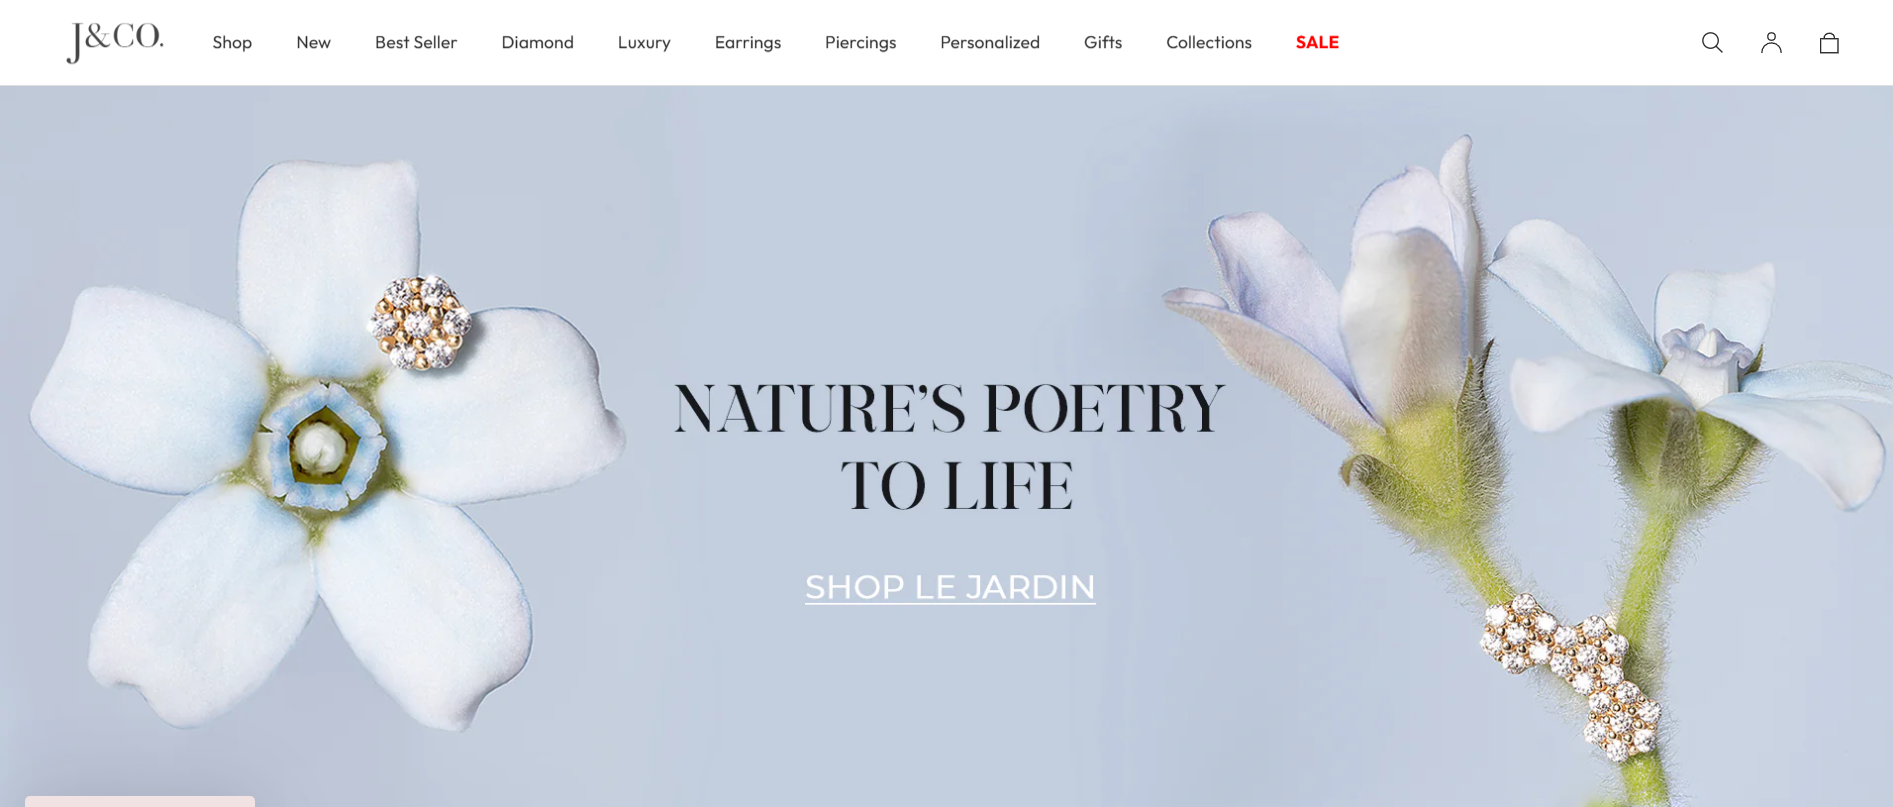 J&CO.
Shop New Best Seller Diamond Luxury Earrings Piercings Personalized Gifts Collections SALE
NATURE’S POETRY
TO LIFE
SHOP LE JARDIN